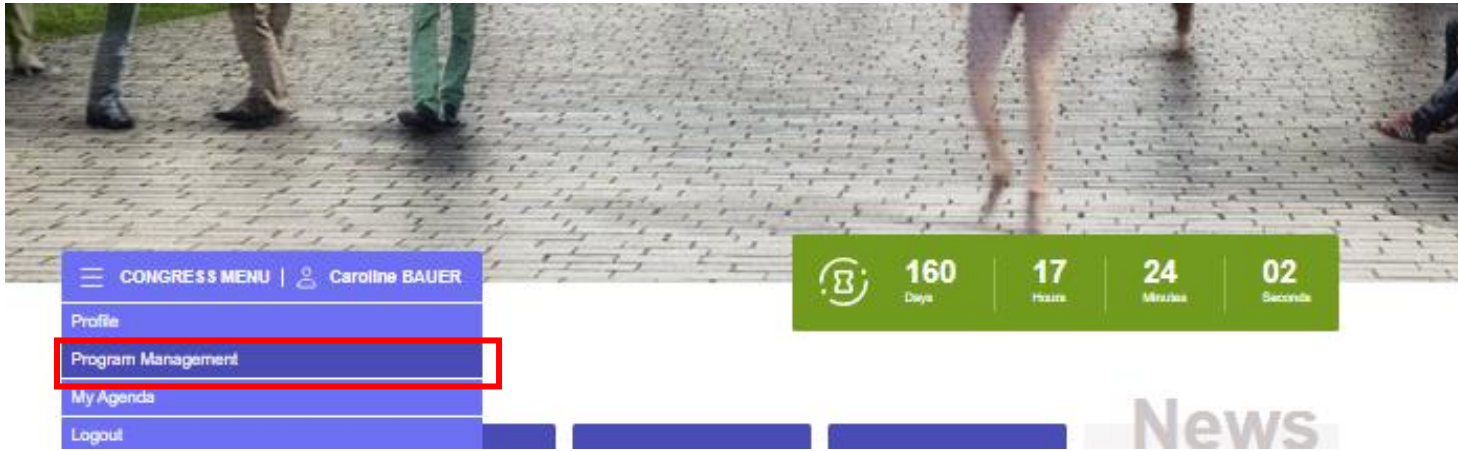 CONGRESS MENU | Caroline BAUER
Profile
Program Management
My Agenda
Logout
160 17 24 02
Days Hours Minutes Seconds
News